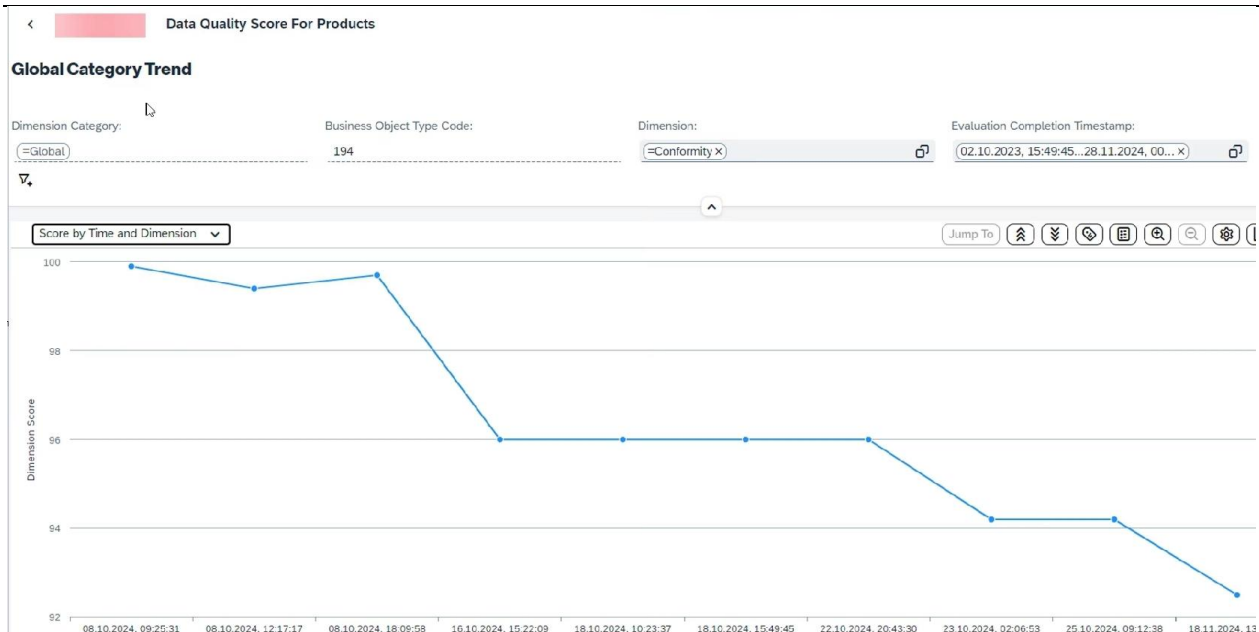 Data Quality Score For Products
Global Category Trend
Dimension Category: Business Object Type Code: Dimension: Evaluation Completion Timestamp:
=Global 194 =Conformity × 02.10.2023, 15:49:45...28.11.2024, 00... ×
Score by Time and Dimension Jump To
100
98
96
94
92
Dimension Score
08.10.2024, 09:25:31 08.10.2024, 12:17:17 08.10.2024, 18:09:58 16.10.2024, 15:22:09 18.10.2024, 10:23:37 18.10.2024, 15:49:45 22.10.2024, 20:43:30 23.10.2024, 02:06:53 25.10.2024, 09:12:38 18.11.2024, 13